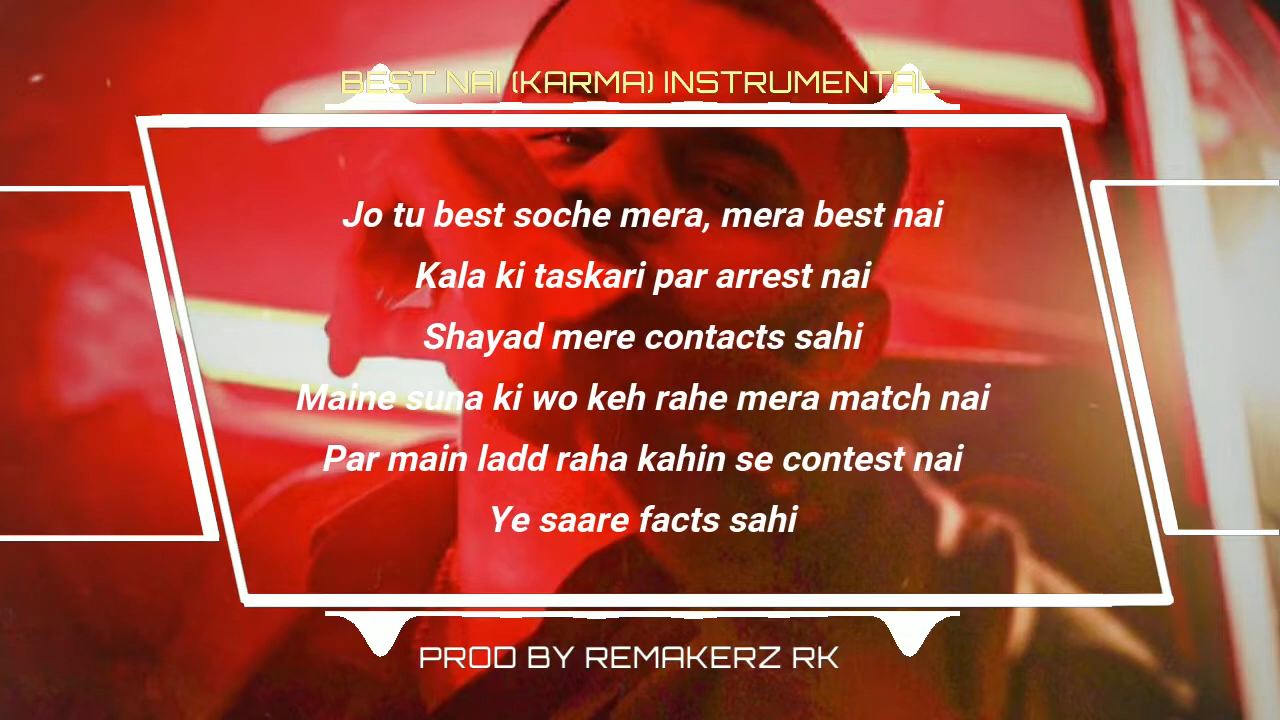 BEST NAI (KARMA) INSTRUMENTAL
Jo tu best soche mera, mera best nai
Kala ki taskari par arrest nai
Shayad mere contacts sahi
Maine suna ki wo keh rahe mera match nai
Par main ladd raha kahin se contest nai
Ye saare facts sahi
PROD BY REMAKERZ RK